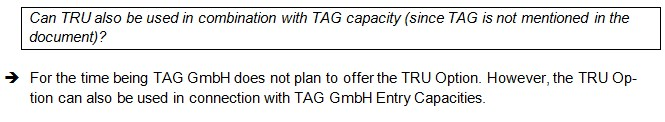 Can TRU also be used in combination with TAG capacity (since TAG is not mentioned in the
document)?
➔ For the time being TAG GmbH does not plan to offer the TRU Option. However, the TRU Op-
tion can also be used in connection with TAG GmbH Entry Capacities.